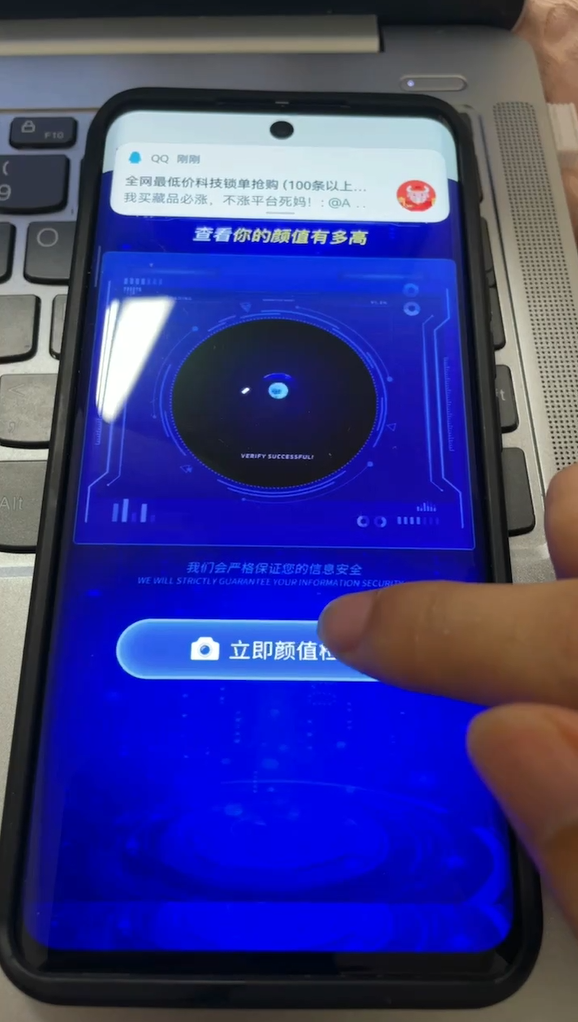 F10
QQ 刚刚
全网最低价科技锁单抢购 (100条以上...
我买藏品必涨，不涨平台死妈！: @A ...
查看你的颜值有多高
9
VERIFY SUCCESSFUL!
Alt
我们会严格保证您的信息安全
WE WILL STRICTLY GUARANTEE YOUR INFORMATION SECURITY
立即颜值